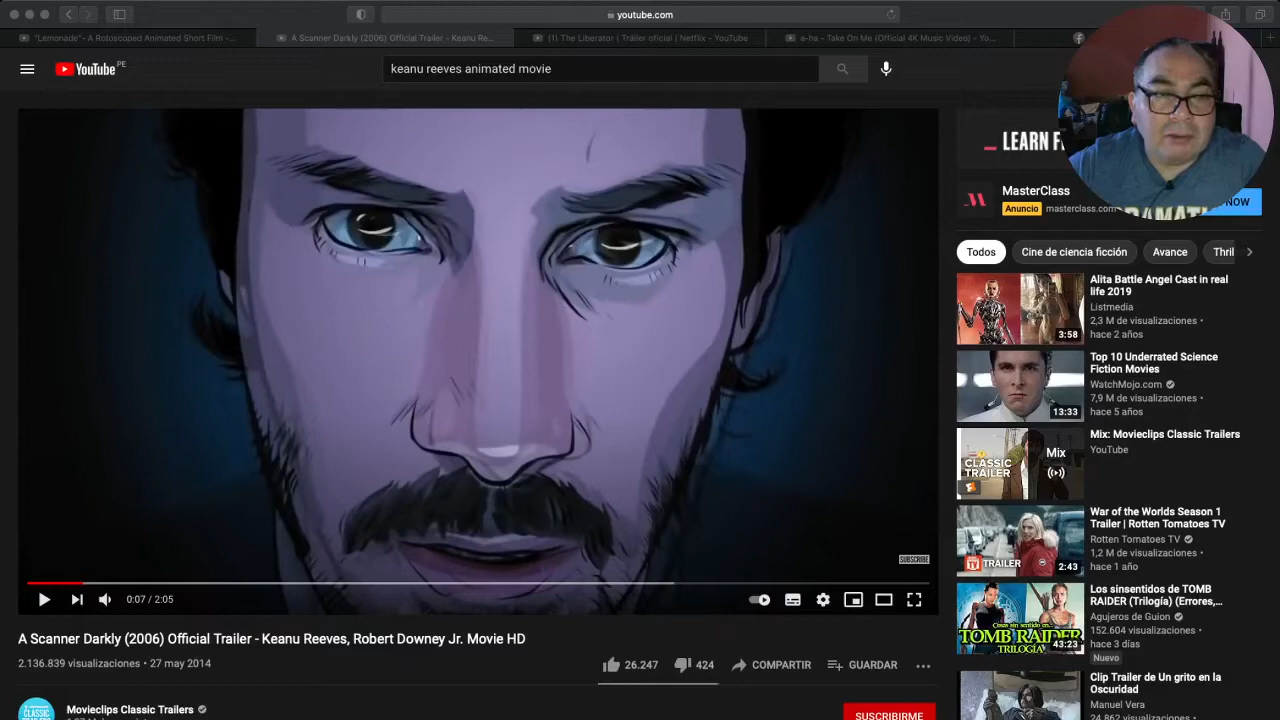 youtube.com
"Lemonade"- A Rotoscoped Animated Short Film -...
A Scanner Darkly (2006) Official Trailer - Keanu Re...
(1) The Liberator | Tráiler oficial | Netflix - YouTube
a-ha - Take On Me (Official 4K Music Video) - Yo...
YouTube PE
keanu reeves animated movie
LEARN F
MasterClass
Anuncio masterclass.com
NOW
Todos
Cine de ciencia ficción
Avance
Thril
Alita Battle Angel Cast in real
life 2019
Listmedia
2,3 M de visualizaciones •
hace 2 años
3:58
Top 10 Underrated Science
Fiction Movies
WatchMojo.com
7,9 M de visualizaciones •
hace 5 años
13:33
Mix: Movieclips Classic Trailers
YouTube
Mix
CLASSIC
TRAILER
War of the Worlds Season 1
Trailer | Rotten Tomatoes TV
Rotten Tomatoes TV
1,2 M de visualizaciones •
hace 1 año
TRAILER
2:43
Los sinsentidos de TOMB
RAIDER (Trilogía) (Errores,...
Agujeros de Guion
152.604 visualizaciones •
hace 3 días
Nuevo
TOMB RAIDER
TRILOGÍA
43:23
Clip Trailer de Un grito en la
Oscuridad
Manuel Vera
SUBSCRIBE
0:07 / 2:05
A Scanner Darkly (2006) Official Trailer - Keanu Reeves, Robert Downey Jr. Movie HD
2.136.839 visualizaciones • 27 may 2014
26.247
424
COMPARTIR
GUARDAR
Movieclips Classic Trailers
SUSCRIBIRME